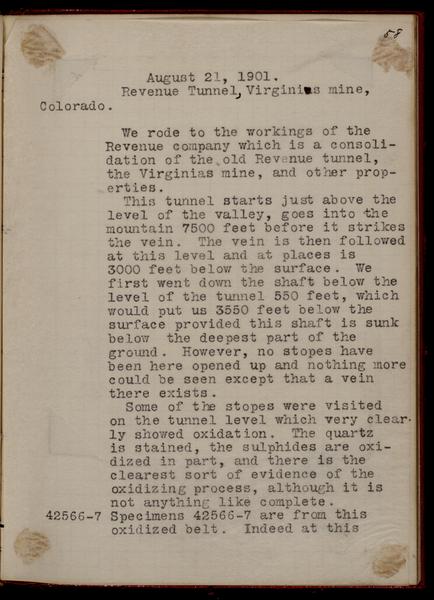 58
August 21, 1901.
Revenue Tunnel, Virginias mine,
Colorado.
We rode to the workings of the
Revenue company which is a consoli-
dation of the old Revenue tunnel,
the Virginias mine, and other prop-
erties.
This tunnel starts just above the
level of the valley, goes into the
mountain 7500 feet before it strikes
the vein. The vein is then followed
at this level and at places is
3000 feet below the surface. We
first went down the shaft below the
level of the tunnel 550 feet, which
would put us 3550 feet below the
surface provided this shaft is sunk
below the deepest part of the
ground. However, no stopes have
been here opened up and nothing more
could be seen except that a vein
there exists.
Some of the stopes were visited
on the tunnel level which very clear-
ly showed oxidation. The quartz
is stained, the sulphides are oxi-
dized in part, and there is the
clearest sort of evidence of the
oxidizing process, although it is
not anything like complete.
42566-7 Specimens 42566-7 are from this
oxidized belt. Indeed at this